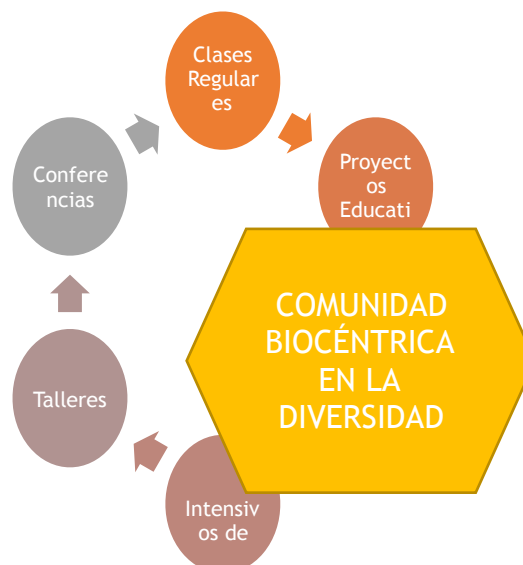 Clases
Regular
es
Proyect
os
Educati
COMUNIDAD
BIOCÉNTRICA
EN LA
DIVERSIDAD
Intensiv
os de
Talleres
Confere
ncias